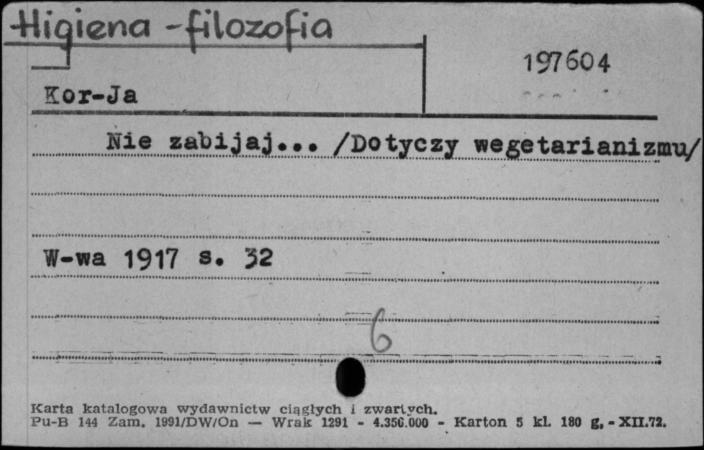 Higiena - filozofia
197604
Kor-Ja
Nie zabijaj... /Dotyczy wegetarianizmu/
W-wa 1917 s. 32
6
Karta katalogowa wydawnictw ciągłych i zwartych.
Pu-B 144 Zam. 1991/DW/On — Wrak 1291 - 4.356.000 - Karton 5 kl. 180 g. - XII.72.